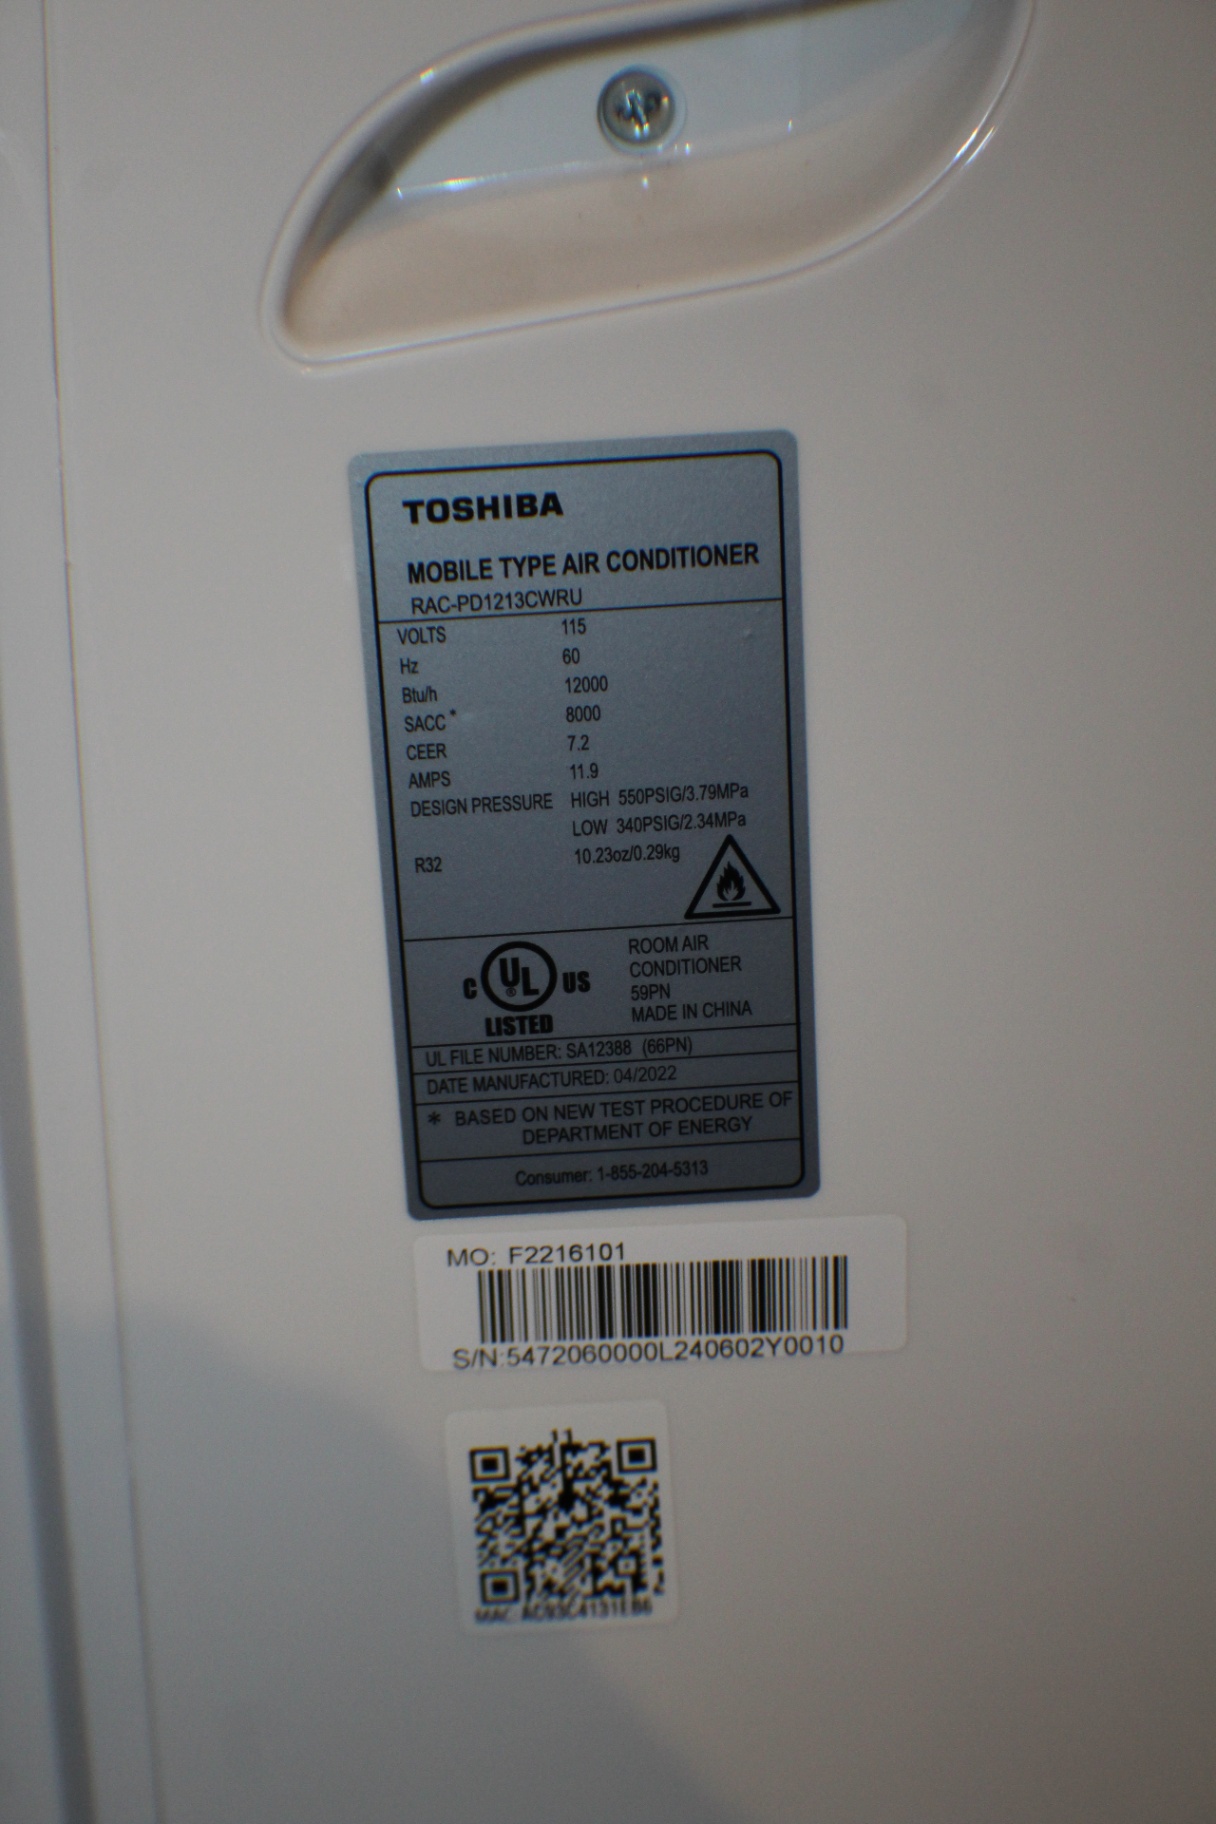 TOSHIBA
MOBILE TYPE AIR CONDITIONER
RAC-PD1213CWRU
VOLTS 115
Hz 60
Btu/h 12000
SACC* 8000
CEER 7.2
AMPS 11.9
DESIGN PRESSURE HIGH 550PSIG/3.79MPa
LOW 340PSIG/2.34MPa
R32 10.23oz/0.29kg
C UL® US
LISTED
ROOM AIR
CONDITIONER
59PN
MADE IN CHINA
UL FILE NUMBER: SA12388 (66PN)
DATE MANUFACTURED: 04/2022
* BASED ON NEW TEST PROCEDURE OF
DEPARTMENT OF ENERGY
Consumer: 1-855-204-5313
MO: F2216101
S/N:5472060000L240602Y0010
11
MAC: AC93C4131EB6